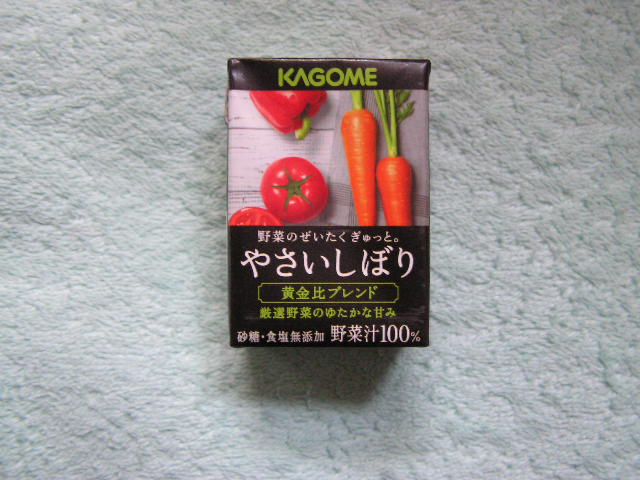 KAGOME
野菜のぜいたくぎゅっと。
やさいしぼり
黄金比ブレンド
厳選野菜のゆたかな甘み
砂糖・食塩無添加 野菜汁100%